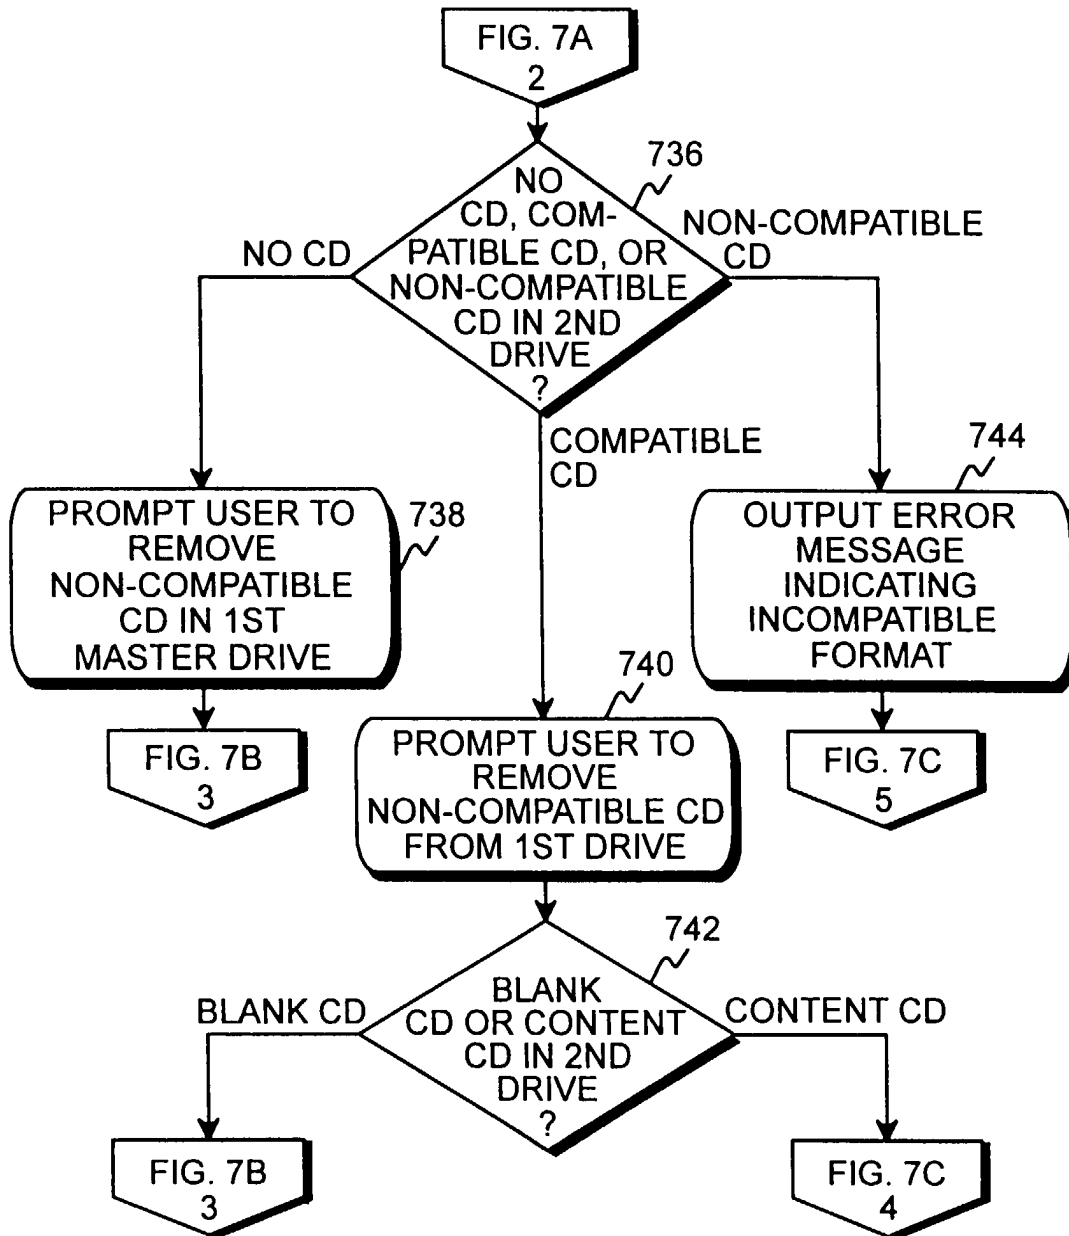 FIG. 7A
2
736
NO
CD, COM-
PATIBLE CD, OR
NON-COMPATIBLE
CD IN 2ND
DRIVE
?
NO CD
NON-COMPATIBLE
CD
COMPATIBLE
CD
PROMPT USER TO
REMOVE
NON-COMPATIBLE
CD IN 1ST
MASTER DRIVE
738
744
OUTPUT ERROR
MESSAGE
INDICATING
INCOMPATIBLE
FORMAT
FIG. 7B
3
740
PROMPT USER TO
REMOVE
NON-COMPATIBLE CD
FROM 1ST DRIVE
FIG. 7C
5
742
BLANK
CD OR CONTENT
CD IN 2ND
DRIVE
?
BLANK CD
CONTENT CD
FIG. 7B
3
FIG. 7C
4